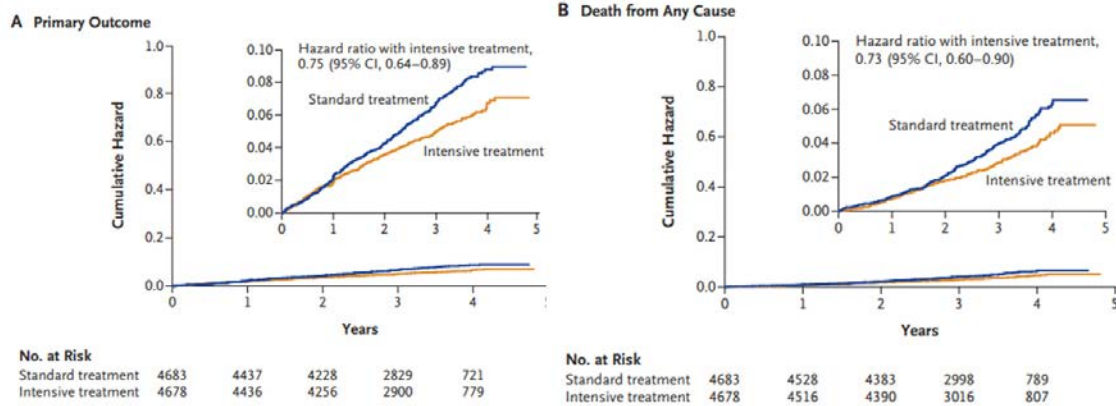 A Primary Outcome
Cumulative Hazard
1.0
0.8
0.6
0.4
0.2
0.0
0 1 2 3 4
Years
0.10
0.08
0.06
0.04
0.02
0.00
0 1 2 3 4 5
Hazard ratio with intensive treatment,
0.75 (95% CI, 0.64–0.89)
Standard treatment
Intensive treatment
No. at Risk
Standard treatment 4683 4437 4228 2829 721
Intensive treatment 4678 4436 4256 2900 779
B Death from Any Cause
Cumulative Hazard
1.0
0.8
0.6
0.4
0.2
0.0
0 1 2 3 4 5
Years
0.10
0.08
0.06
0.04
0.02
0.00
0 1 2 3 4 5
Hazard ratio with intensive treatment,
0.73 (95% CI, 0.60–0.90)
Standard treatment
Intensive treatment
No. at Risk
Standard treatment 4683 4528 4383 2998 789
Intensive treatment 4678 4516 4390 3016 807